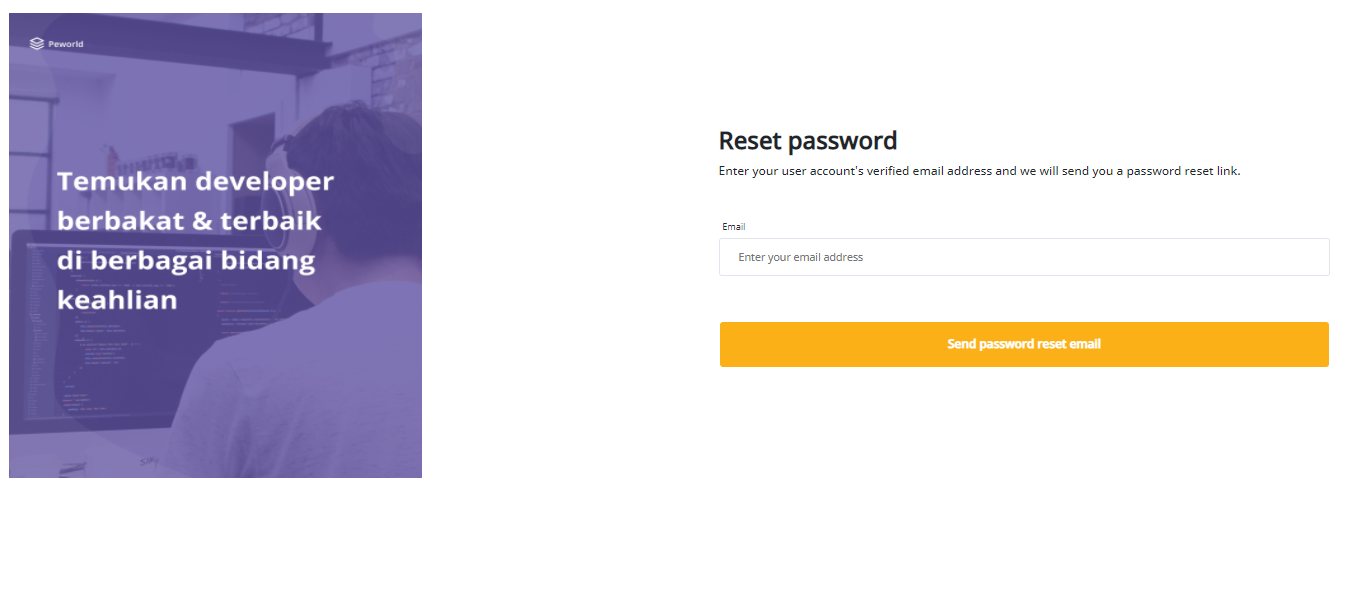 Peworld
Temukan developer
berbakat & terbaik
di berbagai bidang
keahlian
Reset password
Enter your user account's verified email address and we will send you a password reset link.
Email
Enter your email address
Send password reset email